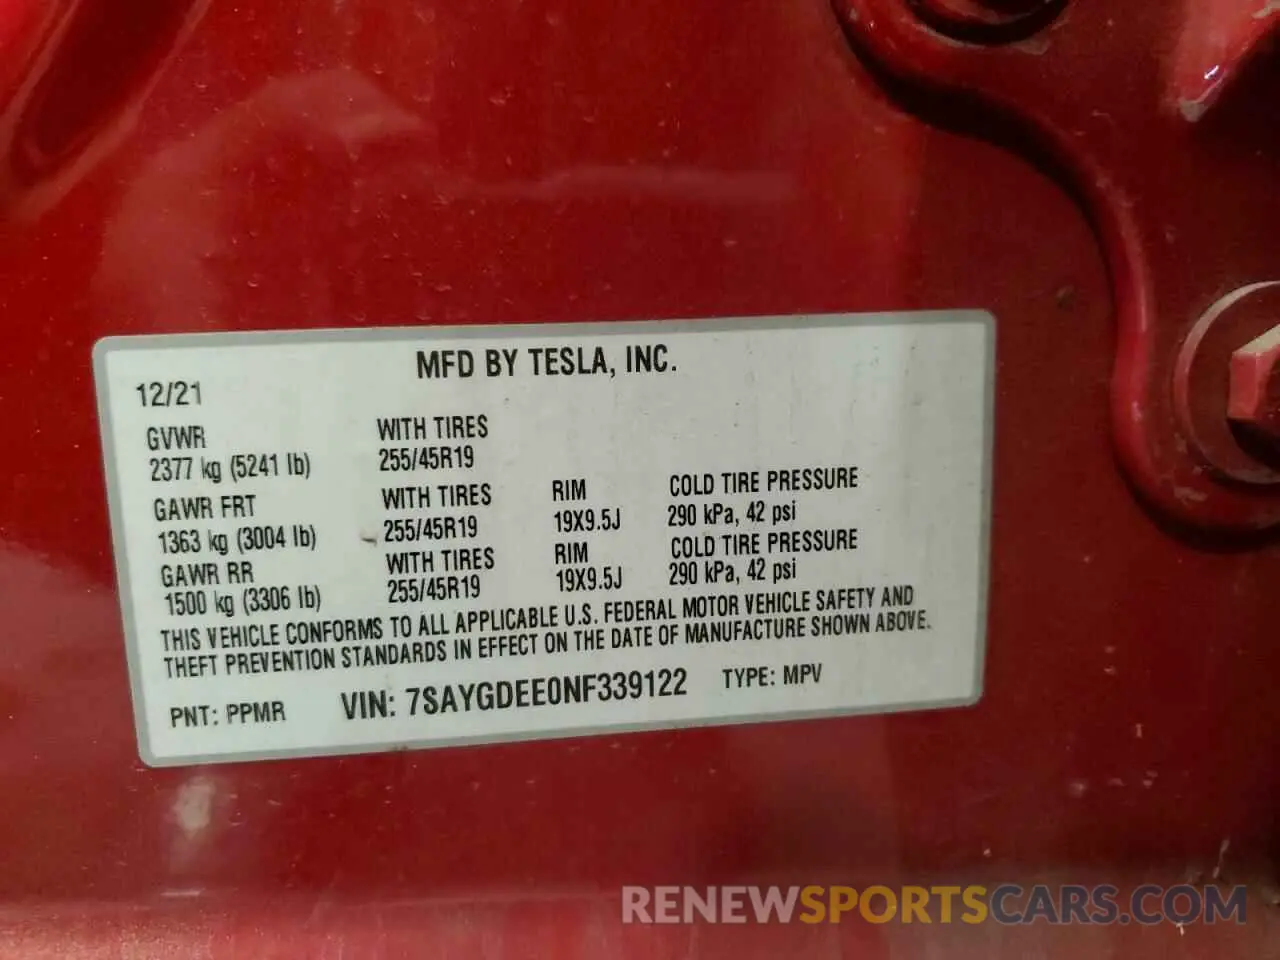 MFD BY TESLA, INC.
12/21
GVWR WITH TIRES
2377 kg (5241 lb) 255/45R19
GAWR FRT WITH TIRES RIM COLD TIRE PRESSURE
1363 kg (3004 lb) 255/45R19 19X9.5J 290 kPa, 42 psi
GAWR RR WITH TIRES RIM COLD TIRE PRESSURE
1500 kg (3306 lb) 255/45R19 19X9.5J 290 kPa, 42 psi
THIS VEHICLE CONFORMS TO ALL APPLICABLE U.S. FEDERAL MOTOR VEHICLE SAFETY AND
THEFT PREVENTION STANDARDS IN EFFECT ON THE DATE OF MANUFACTURE SHOWN ABOVE.
PNT: PPMR VIN: 7SAYGDEE0NF339122 TYPE: MPV
RENEWSPORTSCARS.COM